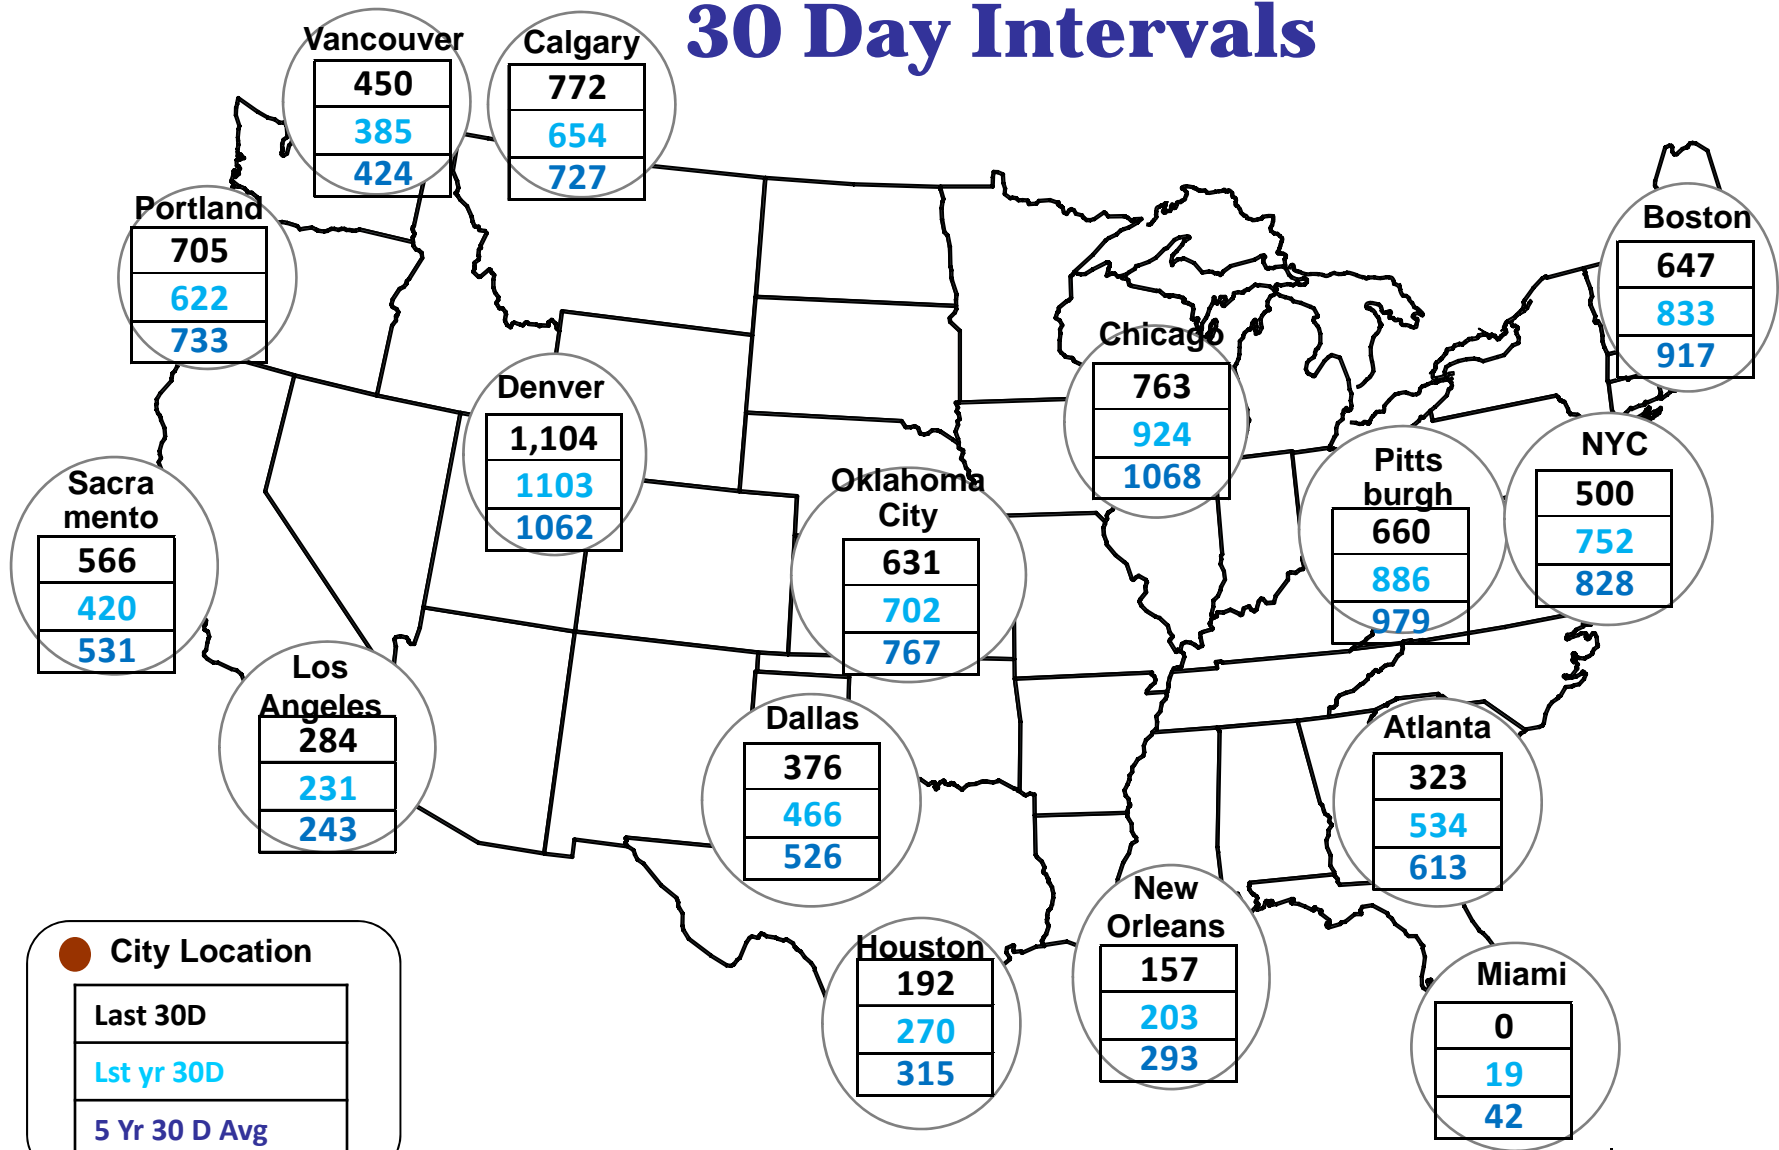 30 Day Intervals
Vancouver
450
385
424
Calgary
772
654
727
Portland
705
622
733
Boston
647
833
917
Chicago
763
924
1068
Denver
1,104
1103
1062
NYC
500
752
828
Pitts
burgh
660
886
979
Sacra
mento
566
420
531
Oklahoma
City
631
702
767
Los
Angeles
284
231
243
Dallas
376
466
526
Atlanta
323
534
613
New
Orleans
157
203
293
Houston
192
270
315
Miami
0
19
42
City Location
Last 30D
Lst yr 30D
5 Yr 30 D Avg